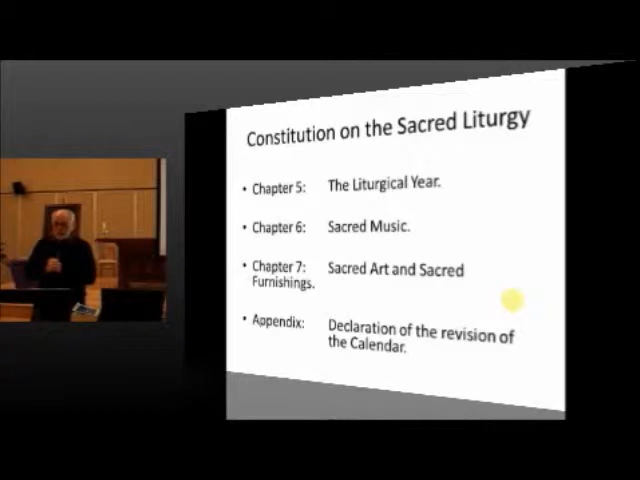 Constitution on the Sacred Liturgy
• Chapter 5: The Liturgical Year.
• Chapter 6: Sacred Music.
• Chapter 7: Sacred Art and Sacred
Furnishings.
• Appendix: Declaration of the revision of
the Calendar.